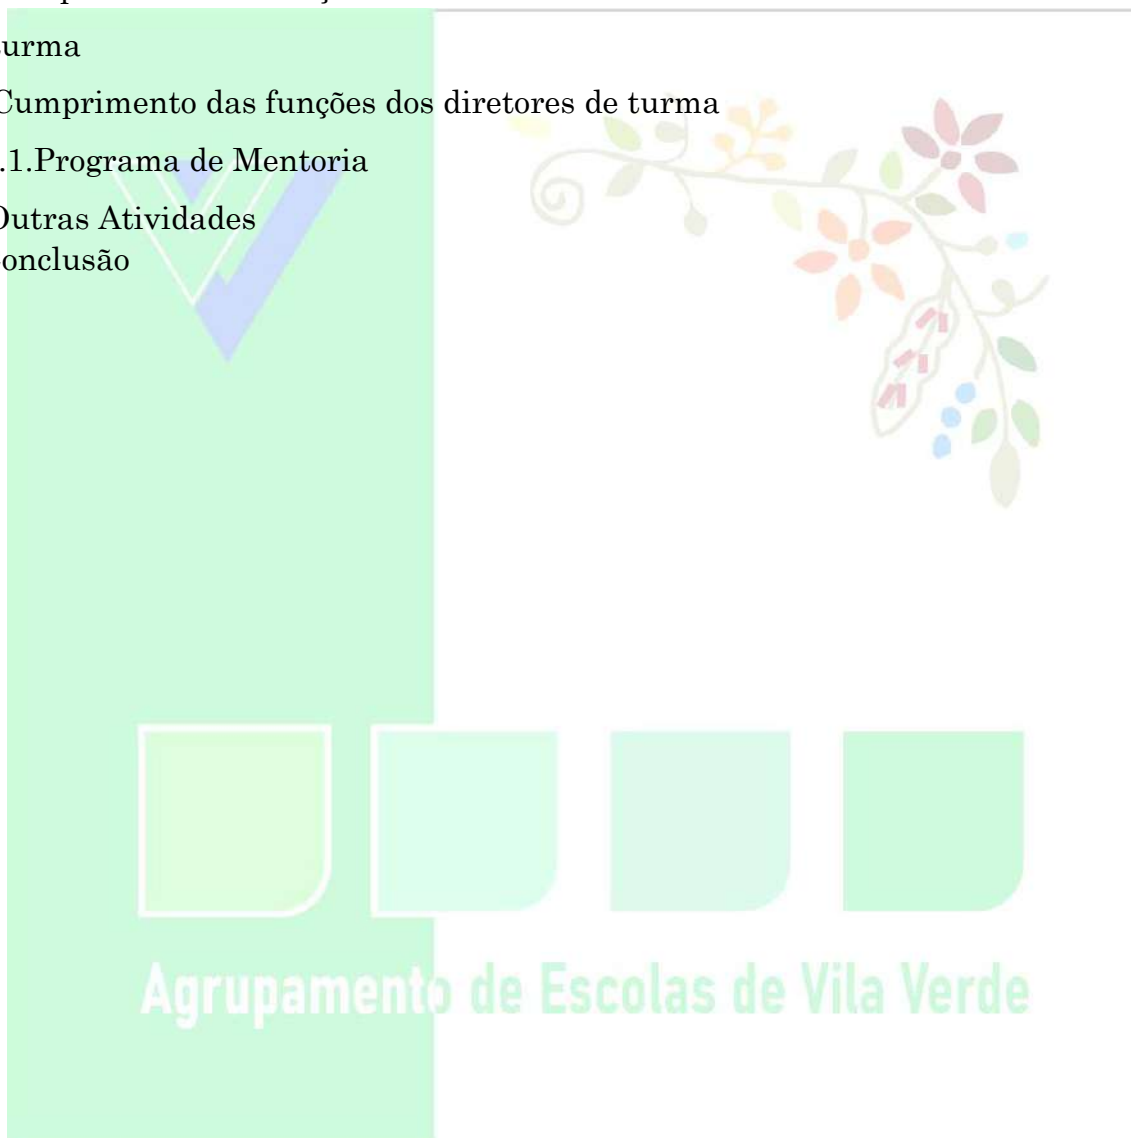 turma
Cumprimento das funções dos diretores de turma
.1.Programa de Mentoria
Outras Atividades
onclusão
Agrupamento de Escolas de Vila Verde